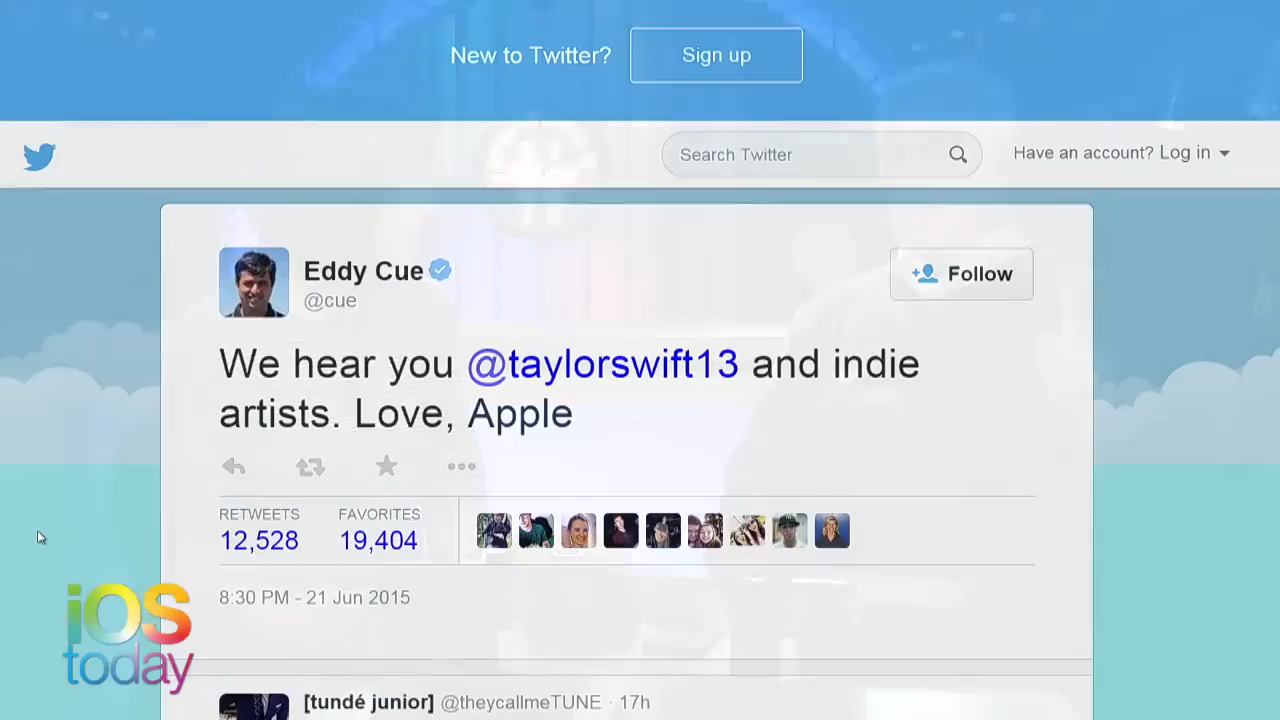 New to Twitter? Sign up
Search Twitter
Have an account? Log in
Eddy Cue
@cue
Follow
We hear you @taylorswift13 and indie
artists. Love, Apple
RETWEETS FAVORITES
12,528 19,404
8:30 PM - 21 Jun 2015
iOS
today
[tundé junior] @theycallmeTUNE · 17h